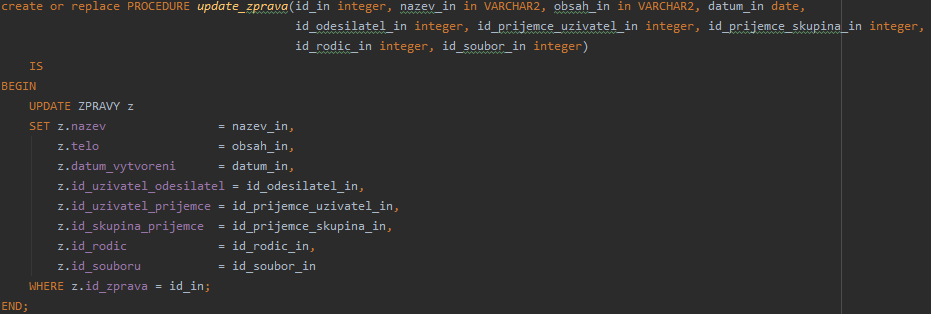 create or replace PROCEDURE update_zprava(id_in integer, nazev_in in VARCHAR2, obsah_in in VARCHAR2, datum_in date,
id_odesilatel_in integer, id_prijemce_uzivatel_in integer, id_prijemce_skupina_in integer,
id_rodic_in integer, id_soubor_in integer)
IS
BEGIN
UPDATE ZPRAVY z
SET z.nazev = nazev_in,
z.telo = obsah_in,
z.datum_vytvoreni = datum_in,
z.id_uzivatel_odesilatel = id_odesilatel_in,
z.id_uzivatel_prijemce = id_prijemce_uzivatel_in,
z.id_skupina_prijemce = id_prijemce_skupina_in,
z.id_rodic = id_rodic_in,
z.id_souboru = id_soubor_in
WHERE z.id_zprava = id_in;
END;